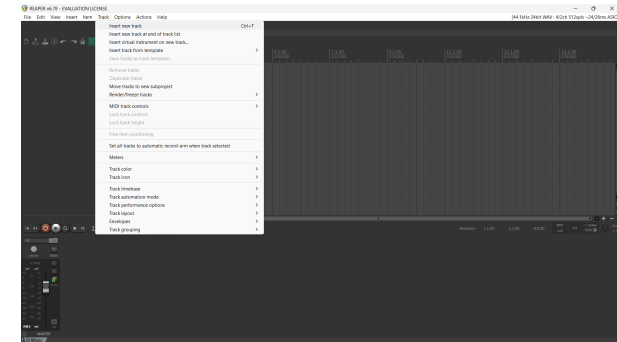 REAPER v6.78 - EVALUATION LICENSE
File Edit View Insert Item Track Options Actions Help
[44.1kHz 24bit WAV : 4/2ch 512spls ~24/26ms ASIO
Insert new track Ctrl+T
Insert new track at end of track list
Insert virtual instrument on new track...
Insert track from template
Save tracks as track template...
Remove tracks
Duplicate tracks
Move tracks to new subproject
Render/freeze tracks
MIDI track controls
Lock track controls
Lock track height
Free item positioning
Set all tracks to automatic record-arm when track selected
Meters
Track color
Track icon
Track timebase
Track automation mode
Track performance options
Track layout
Envelopes
Track grouping
Selection
MASTER